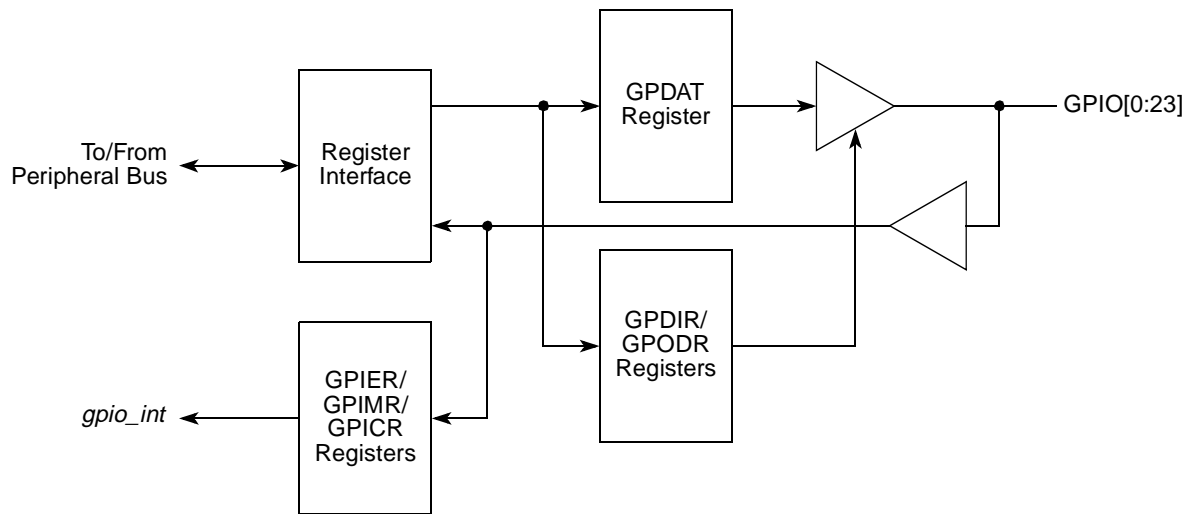 GPDAT
Register
GPIO[0:23]
To/From
Peripheral Bus
Register
Interface
GPDIR/
GPODR
Registers
GPIER/
GPIMR/
GPICR
Registers
gpio_int